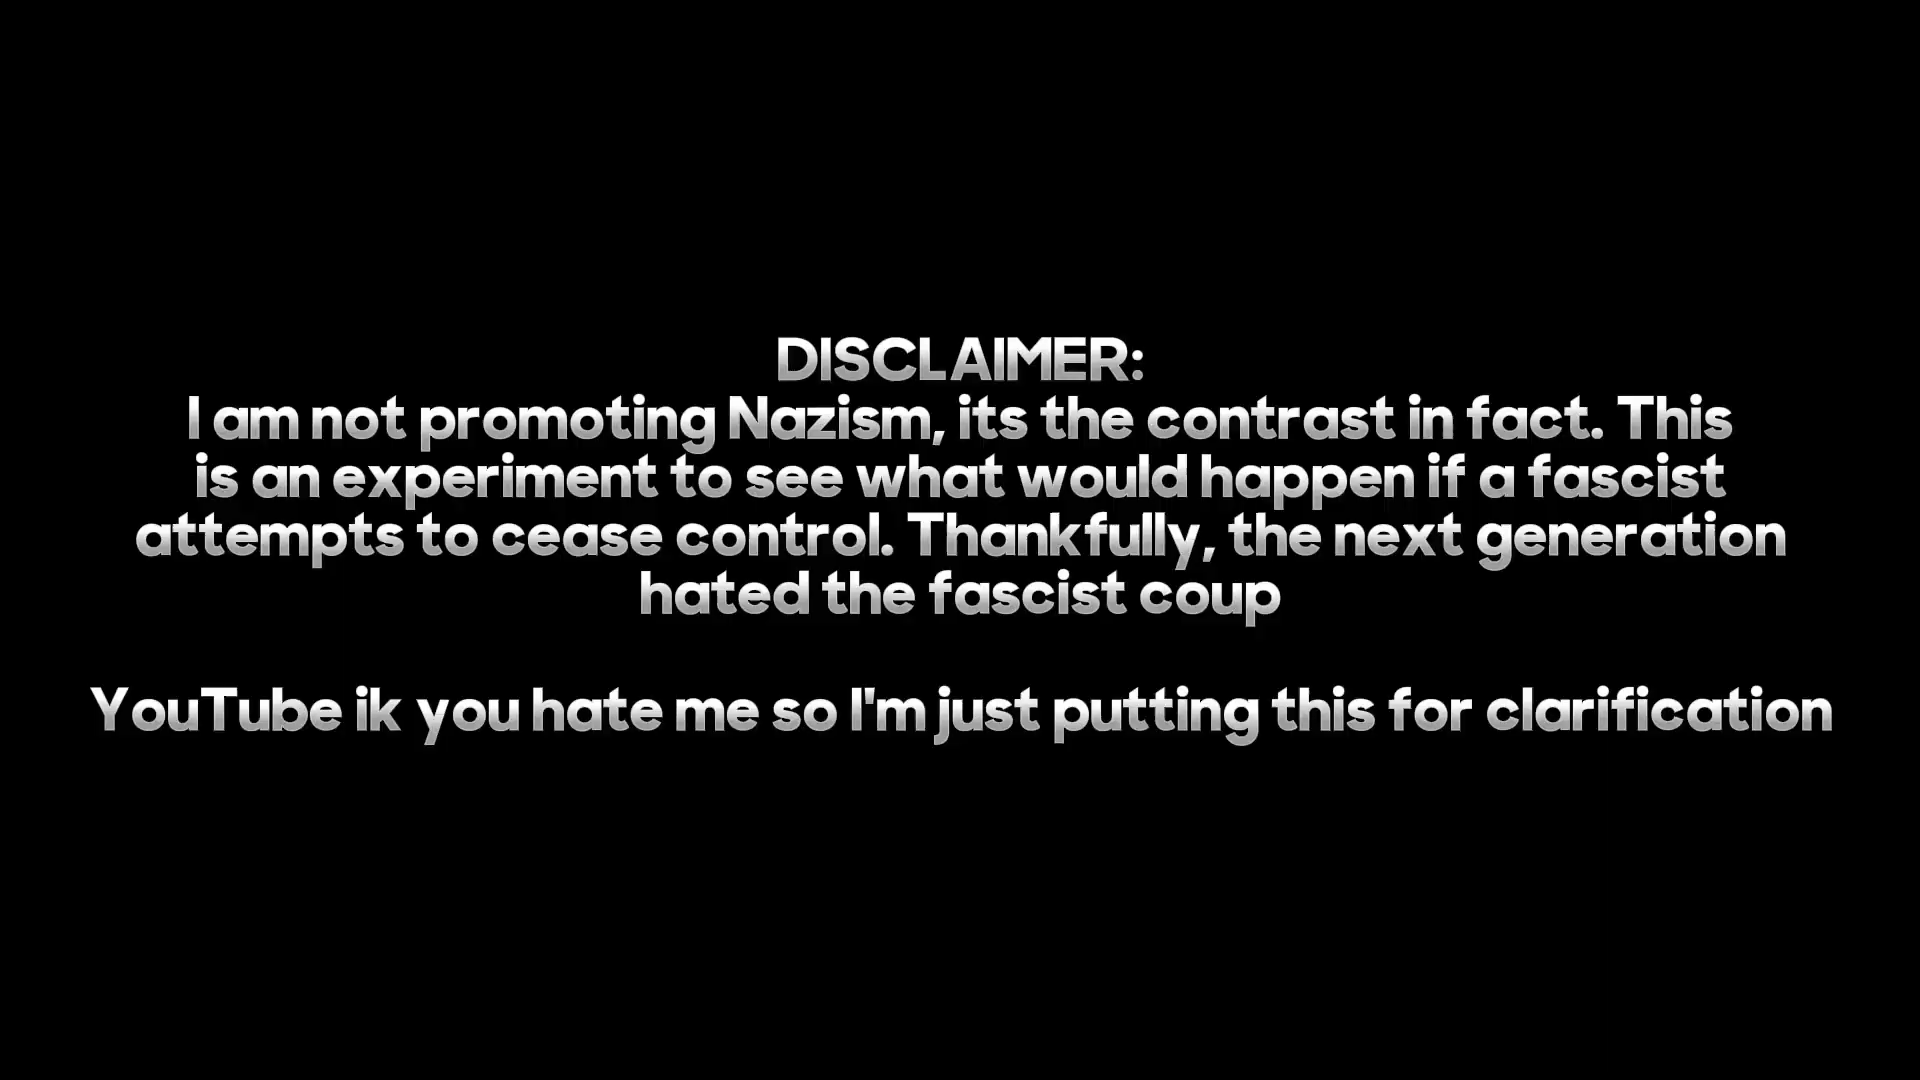 DISCLAIMER:
I am not promoting Nazism, its the contrast in fact. This
is an experiment to see what would happen if a fascist
attempts to cease control. Thankfully, the next generation
hated the fascist coup
YouTube ik you hate me so I'm just putting this for clarification